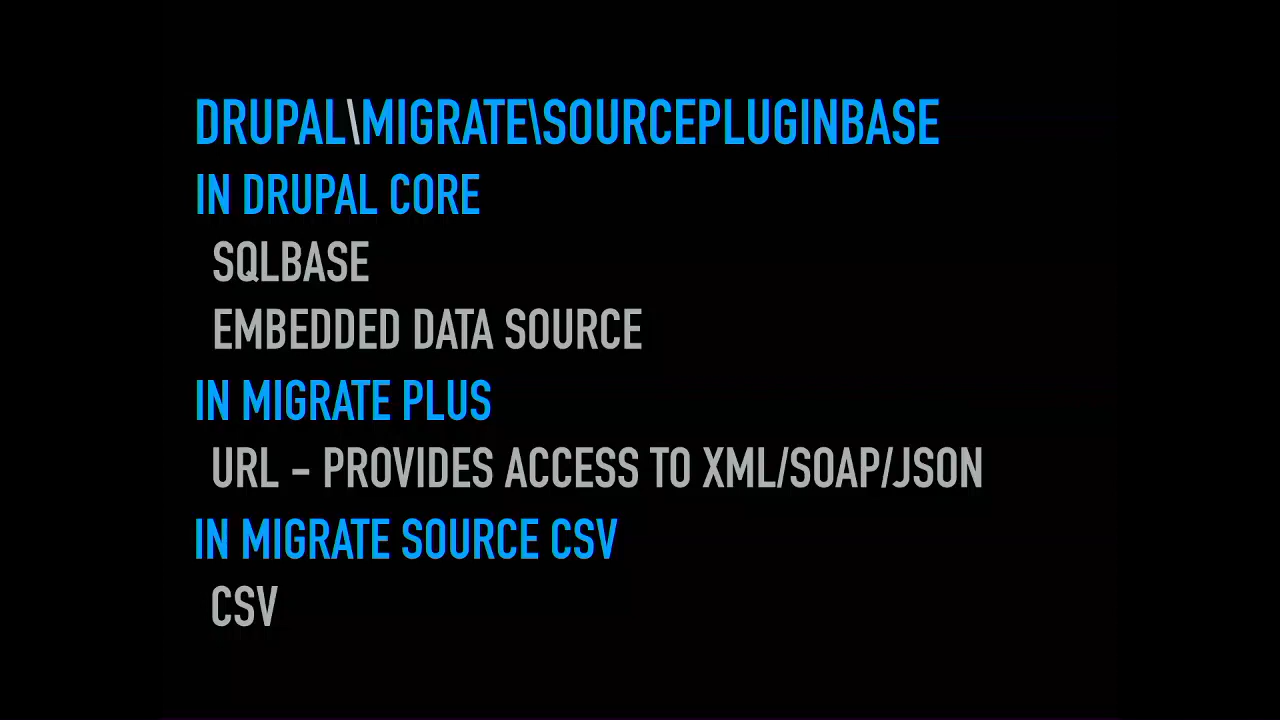 DRUPAL\MIGRATE\SOURCEPLUGINBASE
IN DRUPAL CORE
SQLBASE
EMBEDDED DATA SOURCE
IN MIGRATE PLUS
URL – PROVIDES ACCESS TO XML/SOAP/JSON
IN MIGRATE SOURCE CSV
CSV